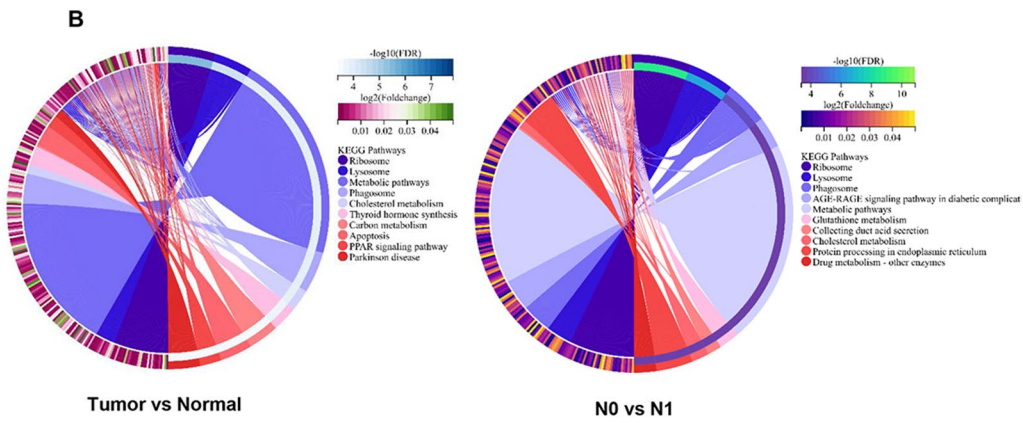 B
-log10(FDR)
4 5 6 7
log2(Foldchange)
0.01 0.02 0.03 0.04
KEGG Pathways
Ribosome
Lysosome
Metabolic pathways
Phagosome
Cholesterol metabolism
Thyroid hormone synthesis
Carbon metabolism
Apoptosis
PPAR signaling pathway
Parkinson disease
Tumor vs Normal
-log10(FDR)
4 6 8 10
log2(Foldchange)
0.01 0.02 0.03 0.04
KEGG Pathways
Ribosome
Lysosome
Phagosome
AGE-RAGE signaling pathway in diabetic complicat
Metabolic pathways
Glutathione metabolism
Collecting duct acid secretion
Cholesterol metabolism
Protein processing in endoplasmic reticulum
Drug metabolism - other enzymes
N0 vs N1